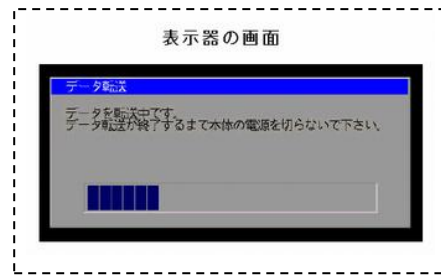 表示器の画面
データ転送
データを転送中です。
データ転送が終了するまで本体の電源を切らないで下さい。